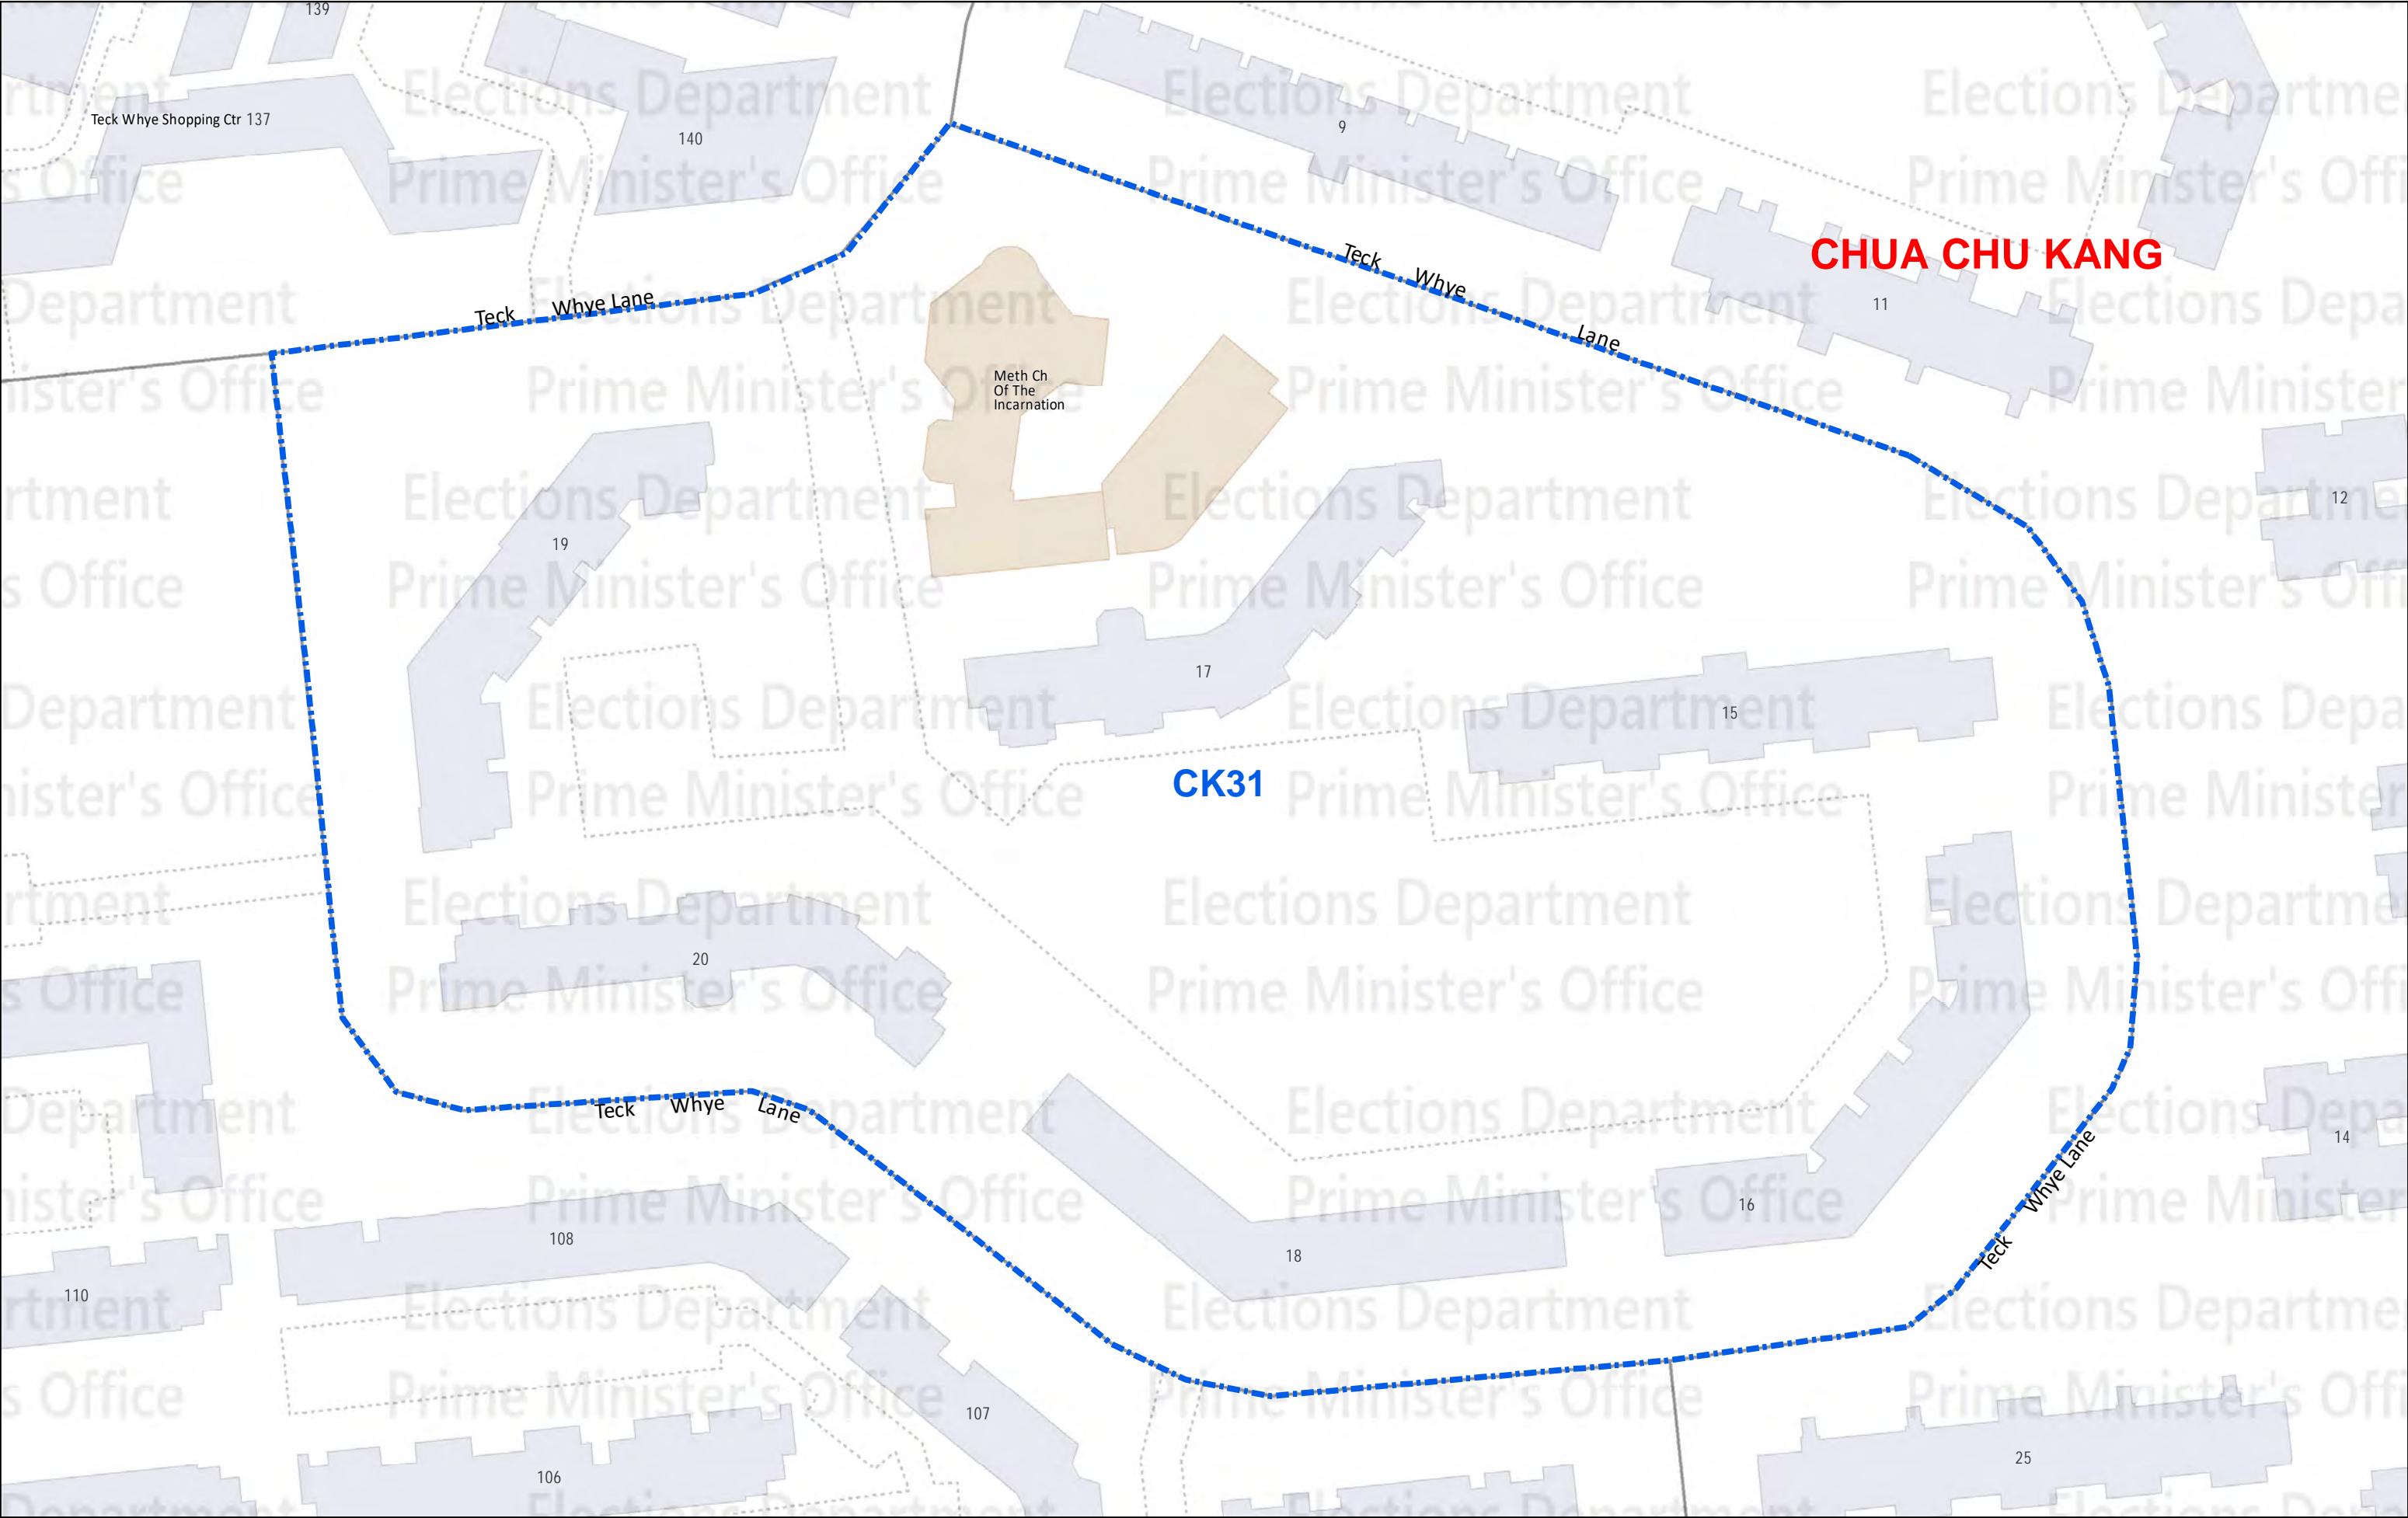 139
Teck Whye Shopping Ctr 137
140
9
CHUA CHU KANG
11
Teck Whye Lane
Teck Whye Lane
Meth Ch
Of The
Incarnation
12
19
17
15
CK31
20
Teck Whye Lane
14
Teck Whye Lane
16
18
108
110
107
25
106
Elections Department
Prime Minister's Office